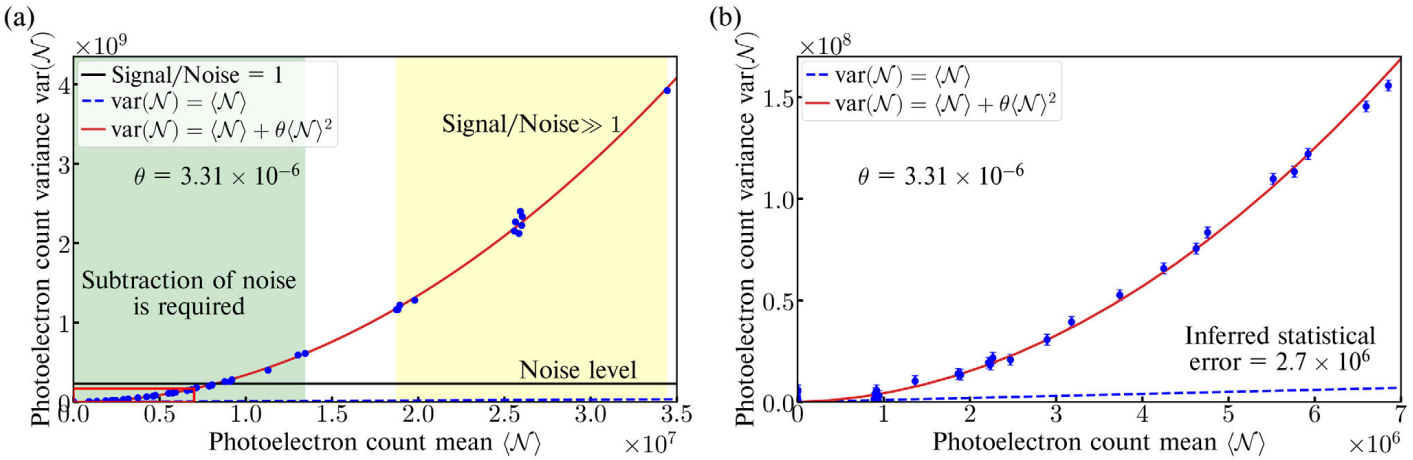 (a)
×10⁹
Photoelectron count variance var(𝒩)
Signal/Noise = 1
var(𝒩) = ⟨𝒩⟩
var(𝒩) = ⟨𝒩⟩ + θ⟨𝒩⟩²
θ = 3.31 × 10⁻⁶
Signal/Noise≫ 1
Subtraction of noise
is required
Noise level
4
3
2
1
0
0.5 1.0 1.5 2.0 2.5 3.0 3.5
Photoelectron count mean ⟨𝒩⟩
×10⁷
(b)
×10⁸
Photoelectron count variance var(𝒩)
var(𝒩) = ⟨𝒩⟩
var(𝒩) = ⟨𝒩⟩ + θ⟨𝒩⟩²
θ = 3.31 × 10⁻⁶
Inferred statistical
error = 2.7 × 10⁶
1.5
1.0
0.5
0.0
0 1 2 3 4 5 6 7
Photoelectron count mean ⟨𝒩⟩
×10⁶